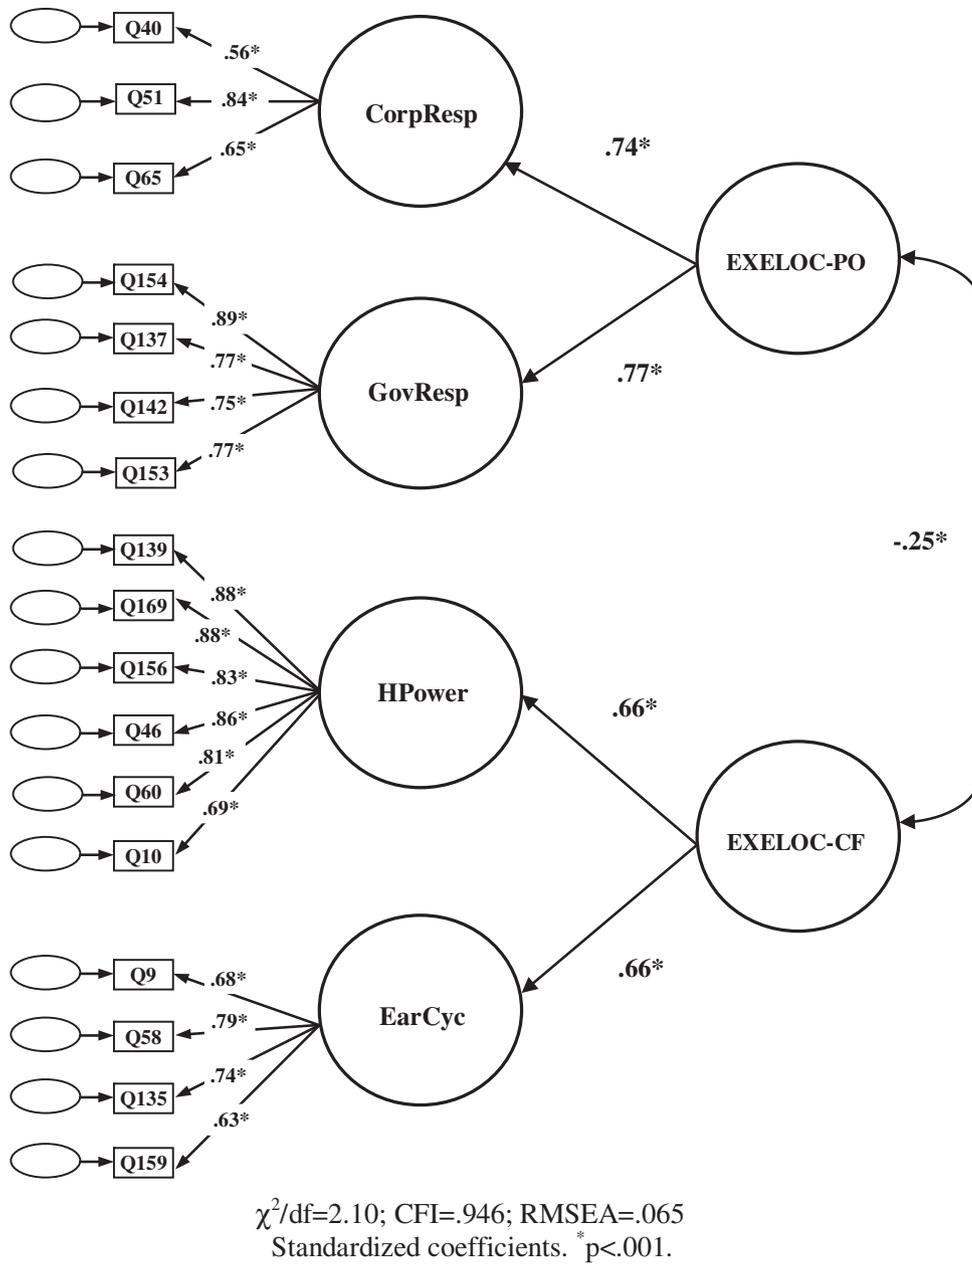 Q40
.56*
Q51
.84*
CorpResp
.65*
.74*
Q65
EXELOC-PO
Q154
.89*
Q137
.77*
.77*
GovResp
Q142
.75*
.77*
Q153
-.25*
Q139
.88*
Q169
.88*
Q156
.83*
HPower
.66*
.86*
Q46
.81*
Q60
.69*
EXELOC-CF
Q10
.66*
Q9
.68*
EarCyc
.79*
Q58
.74*
Q135
.63*
Q159
χ²/df=2.10; CFI=.946; RMSEA=.065
Standardized coefficients. *p<.001.